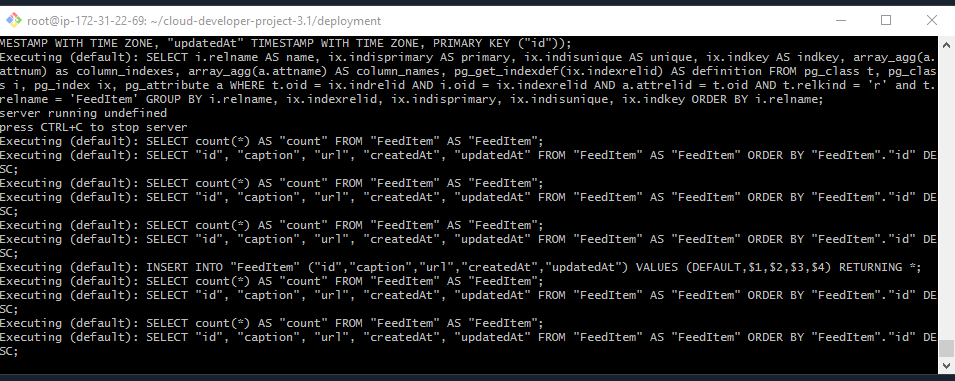 root@ip-172-31-22-69: ~/cloud-developer-project-3.1/deployment
MESTAMP WITH TIME ZONE, "updatedAt" TIMESTAMP WITH TIME ZONE, PRIMARY KEY ("id"));
Executing (default): SELECT i.relname AS name, ix.indisprimary AS primary, ix.indisunique AS unique, ix.indkey AS indkey, array_agg(a.
attnum) as column_indexes, array_agg(a.attname) AS column_names, pg_get_indexdef(ix.indexrelid) AS definition FROM pg_class t, pg_clas
s i, pg_index ix, pg_attribute a WHERE t.oid = ix.indrelid AND i.oid = ix.indexrelid AND a.attrelid = t.oid AND t.relkind = 'r' and t.
relname = 'FeedItem' GROUP BY i.relname, ix.indexrelid, ix.indisprimary, ix.indisunique, ix.indkey ORDER BY i.relname;
server running undefined
press CTRL+C to stop server
Executing (default): SELECT count(*) AS "count" FROM "FeedItem" AS "FeedItem";
Executing (default): SELECT "id", "caption", "url", "createdAt", "updatedAt" FROM "FeedItem" AS "FeedItem" ORDER BY "FeedItem"."id" DE
SC;
Executing (default): SELECT count(*) AS "count" FROM "FeedItem" AS "FeedItem";
Executing (default): SELECT "id", "caption", "url", "createdAt", "updatedAt" FROM "FeedItem" AS "FeedItem" ORDER BY "FeedItem"."id" DE
SC;
Executing (default): SELECT count(*) AS "count" FROM "FeedItem" AS "FeedItem";
Executing (default): SELECT "id", "caption", "url", "createdAt", "updatedAt" FROM "FeedItem" AS "FeedItem" ORDER BY "FeedItem"."id" DE
SC;
Executing (default): INSERT INTO "FeedItem" ("id","caption","url","createdAt","updatedAt") VALUES (DEFAULT,$1,$2,$3,$4) RETURNING *;
Executing (default): SELECT count(*) AS "count" FROM "FeedItem" AS "FeedItem";
Executing (default): SELECT "id", "caption", "url", "createdAt", "updatedAt" FROM "FeedItem" AS "FeedItem" ORDER BY "FeedItem"."id" DE
SC;
Executing (default): SELECT count(*) AS "count" FROM "FeedItem" AS "FeedItem";
Executing (default): SELECT "id", "caption", "url", "createdAt", "updatedAt" FROM "FeedItem" AS "FeedItem" ORDER BY "FeedItem"."id" DE
SC;